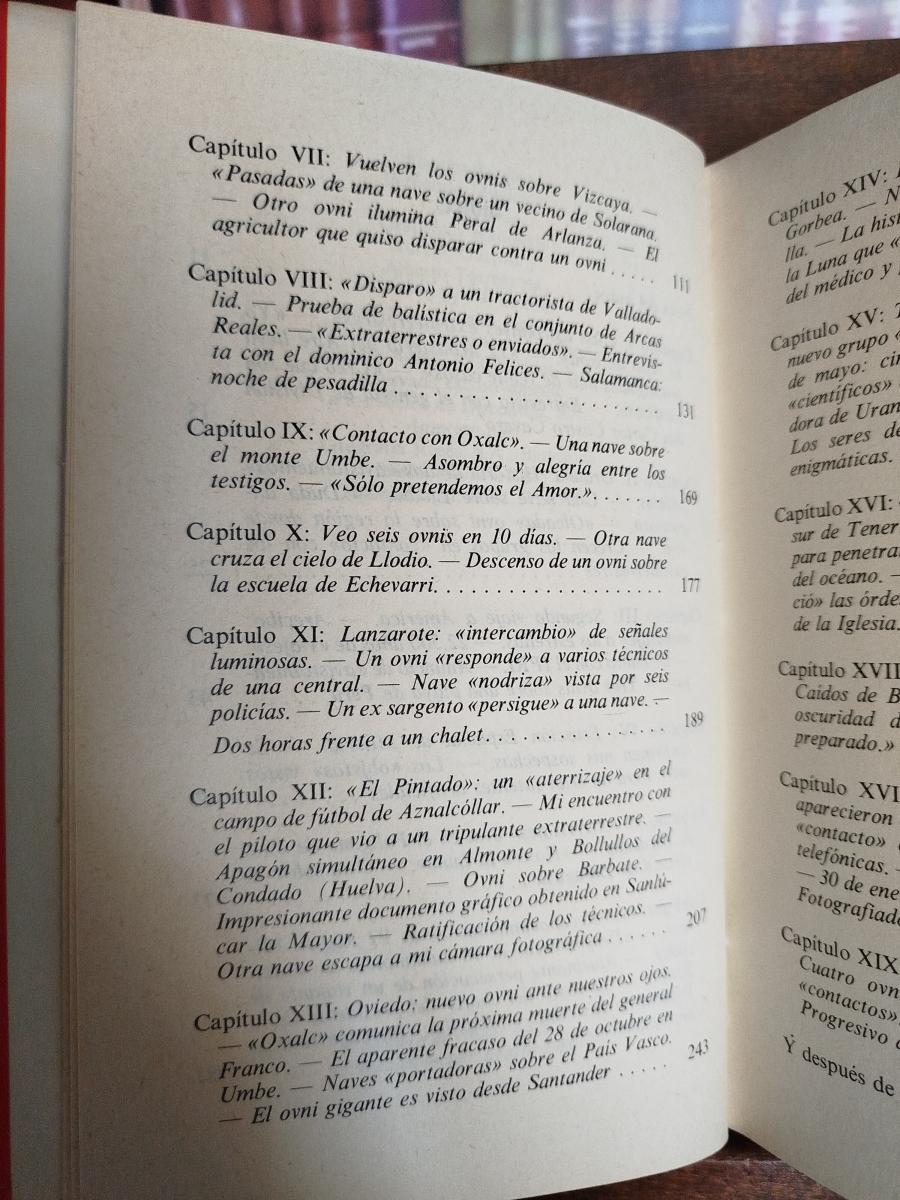 Capítulo VII: Vuelven los ovnis sobre Vizcaya. —
«Pasadas» de una nave sobre un vecino de Solarana.
— Otro ovni ilumina Peral de Arlanza. — El
agricultor que quiso disparar contra un ovni . . . . 111
Capítulo VIII: «Disparo» a un tractorista de Vallado-
lid. — Prueba de balística en el conjunto de Arcas
Reales. — «Extraterrestres o enviados». — Entrevis-
ta con el dominico Antonio Felices. — Salamanca:
noche de pesadilla . . . . . . . . . . . . . . . . . . . . . . 131
Capítulo IX: «Contacto con Oxalc». — Una nave sobre
el monte Umbe. — Asombro y alegría entre los
testigos. — «Sólo pretendemos el Amor.». . . . . . . 169
Capítulo X: Veo seis ovnis en 10 días. — Otra nave
cruza el cielo de Llodio. — Descenso de un ovni sobre
la escuela de Echevarri. . . . . . . . . . . . . . . . . . . . 177
Capítulo XI: Lanzarote: «intercambio» de señales
luminosas. — Un ovni «responde» a varios técnicos
de una central. — Nave «nodriza» vista por seis
policías. — Un ex sargento «persigue» a una nave. —
Dos horas frente a un chalet. . . . . . . . . . . . . . . 189
Capítulo XII: «El Pintado»: un «aterrizaje» en el
campo de fútbol de Aznalcóllar. — Mi encuentro con
el piloto que vio a un tripulante extraterrestre. —
Apagón simultáneo en Almonte y Bollullos del
Condado (Huelva). — Ovni sobre Barbate. —
Impresionante documento gráfico obtenido en Sanlú-
car la Mayor. — Ratificación de los técnicos. —
Otra nave escapa a mi cámara fotográfica . . . . . . 207
Capítulo XIII: Oviedo: nuevo ovni ante nuestros ojos.
— «Oxalc» comunica la próxima muerte del general
Franco. — El aparente fracaso del 28 de octubre en
Umbe. — Naves «portadoras» sobre el País Vasco.
— El ovni gigante es visto desde Santander . . . . . 243
Capítulo XIV:
Gorbea. —
lla. — La
la Luna que «
del médico y
Capítulo XV:
nuevo grupo «
de mayo:
«científicos»
dora de
Los seres
enigmáticas.
Capítulo XVI:
sur de
para
del océano. —
ció» las
de la Iglesia.
Capítulo
Caídos de
oscuridad
preparado.»
Capítulo
aparecieron
«contacto»
telefónicas. —
— 30 de
Capítulo XIX
Cuatro
«contactos»
Progresivo
Y después de